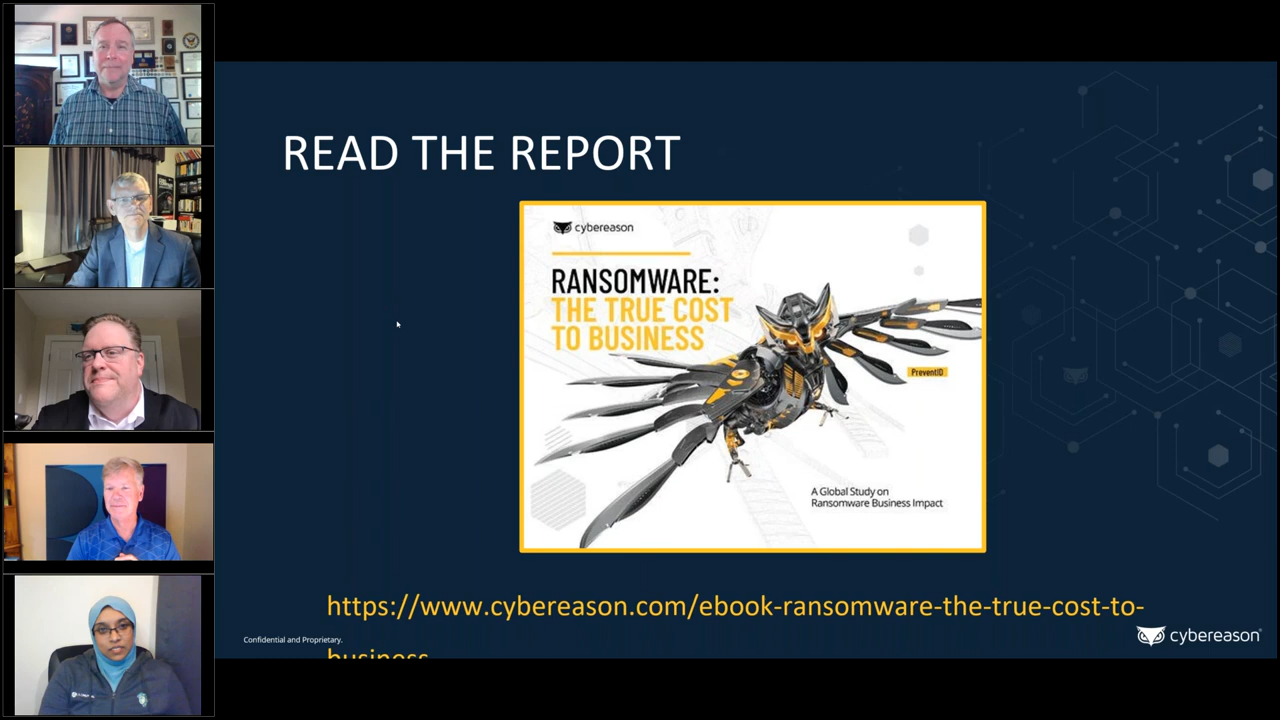 READ THE REPORT
cybereason
RANSOMWARE:
THE TRUE COST
TO BUSINESS
PreventID
A Global Study on
Ransomware Business Impact
https://www.cybereason.com/ebook-ransomware-the-true-cost-to-
business
Confidential and Proprietary.
cybereason